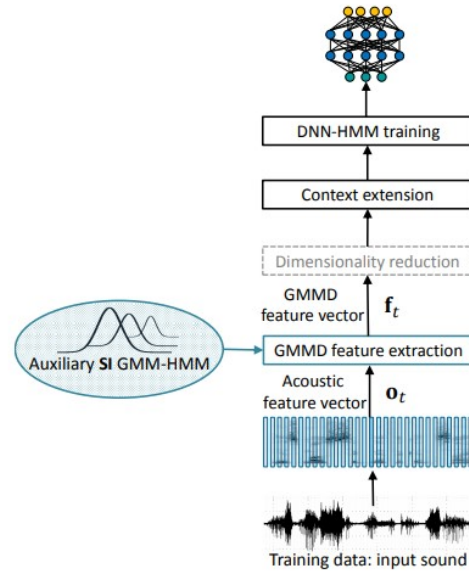 DNN-HMM training
Context extension
Dimensionality reduction
GMMD
feature vector
f_t
Auxiliary SI GMM-HMM
GMMD feature extraction
Acoustic
feature vector
o_t
Training data: input sound